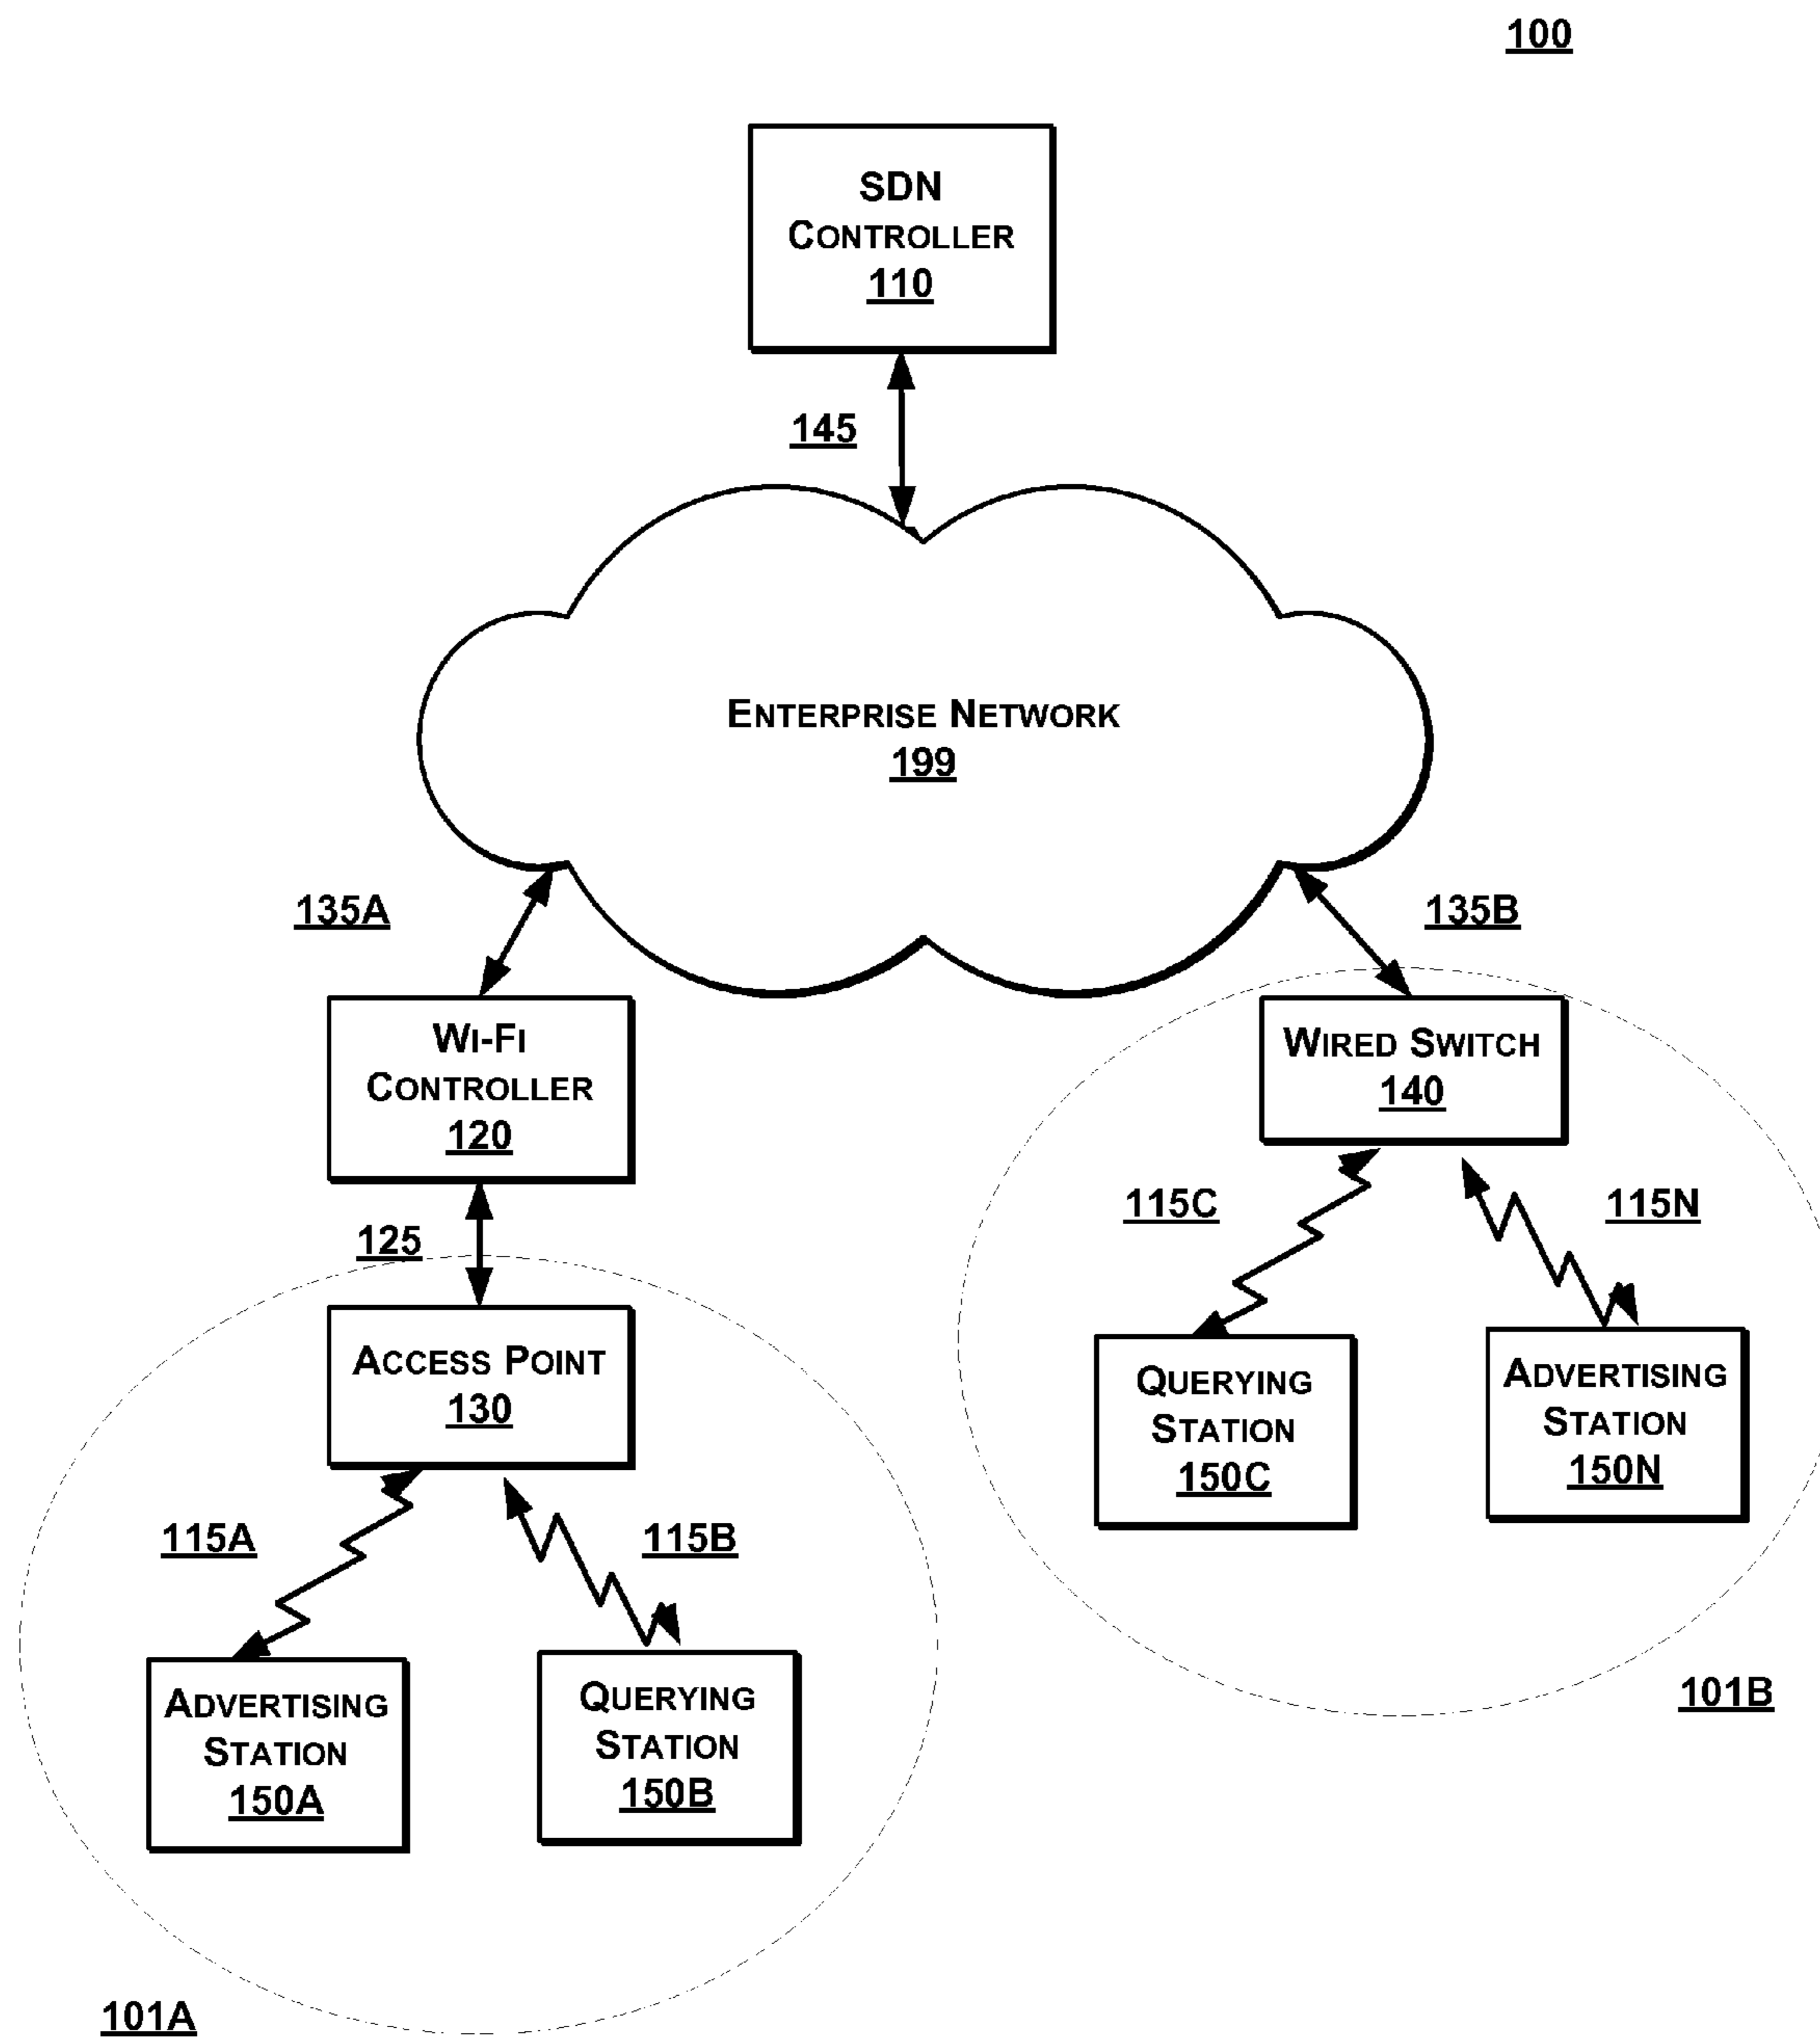 100
SDN
CONTROLLER
110
145
ENTERPRISE NETWORK
199
135A
135B
WI-FI
CONTROLLER
120
WIRED SWITCH
140
125
115C
115N
ACCESS POINT
130
QUERYING
STATION
150C
ADVERTISING
STATION
150N
115A
115B
ADVERTISING
STATION
150A
QUERYING
STATION
150B
101B
101A